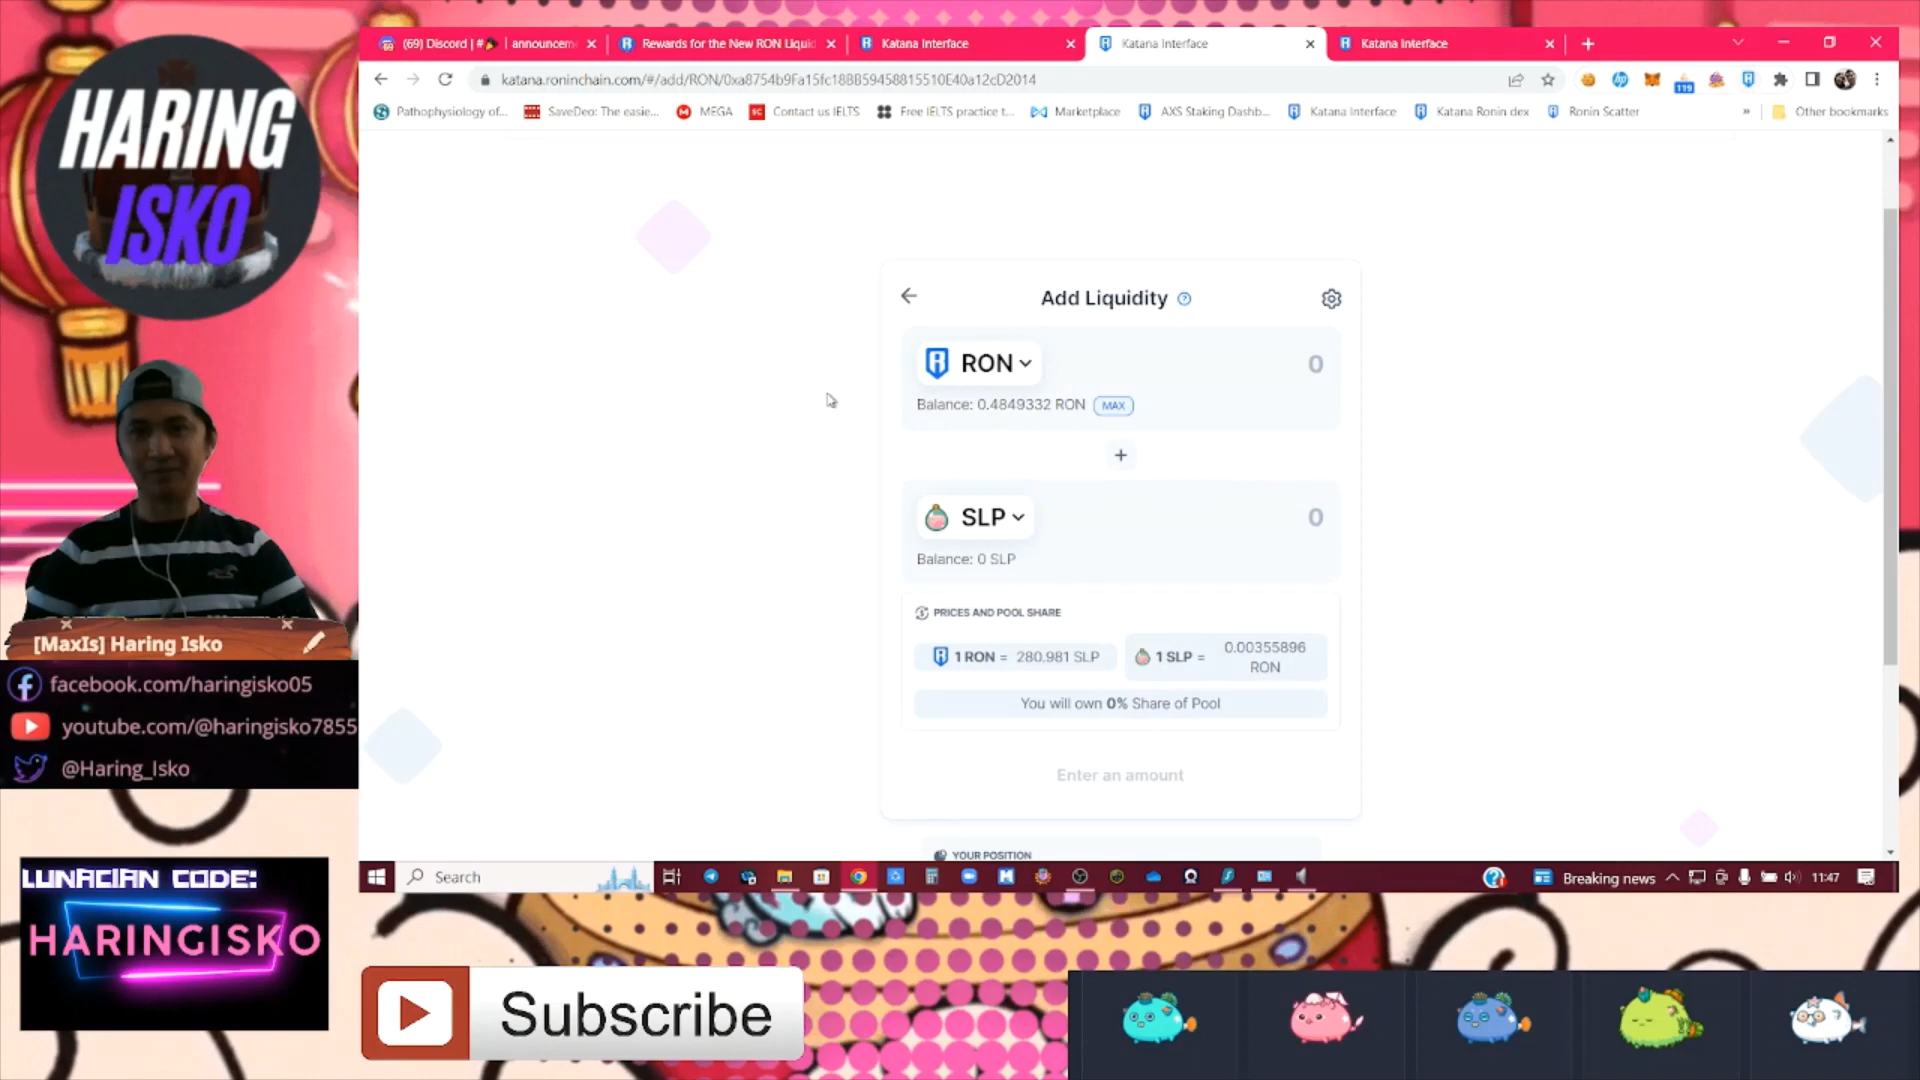 HARING
ISKO
[MaxIs] Haring Isko
facebook.com/haringisko05
youtube.com/@haringisko7855
@Haring_Isko
LUNACIAN CODE:
HARINGISKO
(69) Discord | # | announcem
Rewards for the New RON Liquid
Katana Interface
Katana Interface
Katana Interface
katana.roninchain.com/#/add/RON/0xa8754b9Fa15fc18BB59458815510E40a12cD2014
119
Pathophysiology of...
SaveDeo: The easie...
MEGA
Contact us IELTS
Free IELTS practice t...
Marketplace
AXS Staking Dashb...
Katana Interface
Katana Ronin dex
Ronin Scatter
»
Other bookmarks
Add Liquidity
RON
0
Balance: 0.4849332 RON
MAX
+
SLP
0
Balance: 0 SLP
PRICES AND POOL SHARE
1 RON = 280.981 SLP
1 SLP = 0.00355896
RON
You will own 0% Share of Pool
Enter an amount
YOUR POSITION
Search
Breaking news
11:47
Subscribe